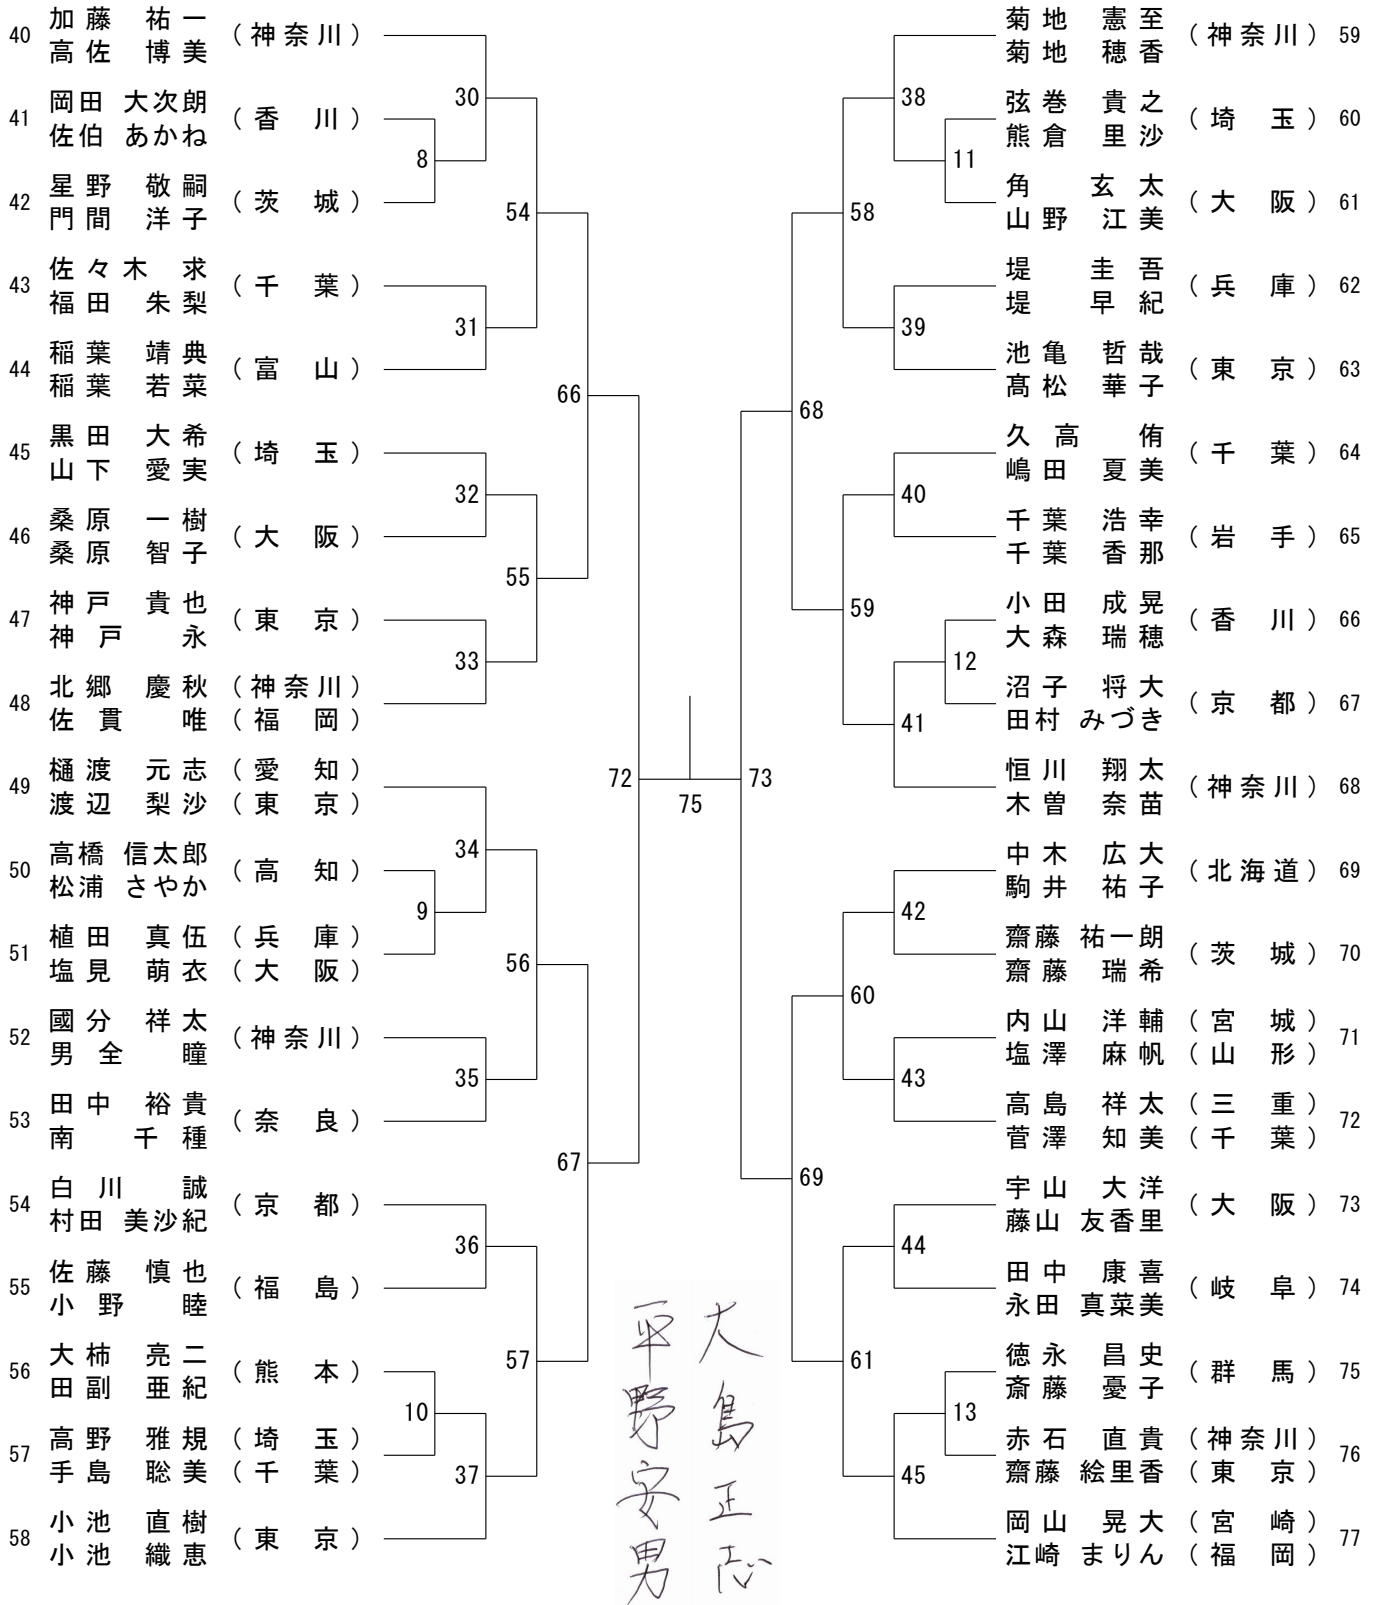 40 加藤 祐一 (神奈川)
高佐 博美
30
41 岡田 大次朗 (香 川)
佐伯 あかね
8
42 星野 敬嗣 (茨 城)
門間 洋子
54
43 佐々木 求 (千 葉)
福田 朱梨
31
44 稲葉 靖典 (富 山)
稲葉 若菜
66
45 黒田 大希 (埼 玉)
山下 愛実
32
46 桑原 一樹 (大 阪)
桑原 智子
55
47 神戸 貴也 (東 京)
神戸 永
33
48 北郷 慶秋 (神奈川)
佐貫 唯 (福 岡)
72
49 樋渡 元志 (愛 知)
渡辺 梨沙 (東 京)
34
50 高橋 信太郎 (高 知)
松浦 さやか
9
51 植田 真伍 (兵 庫)
塩見 萌衣 (大 阪)
56
52 國分 祥太 (神奈川)
男全 瞳
35
53 田中 裕貴 (奈 良)
南 千種
67
54 白川 誠 (京 都)
村田 美沙紀
36
55 佐藤 慎也 (福 島)
小野 睦
57
56 大柿 亮二 (熊 本)
田副 亜紀
10
57 高野 雅規 (埼 玉)
手島 聡美 (千 葉)
37
58 小池 直樹 (東 京)
小池 織恵
75
菊地 憲至 (神奈川) 59
菊地 穂香
38
弦巻 貴之 (埼 玉) 60
熊倉 里沙
11
角 玄太 (大 阪) 61
山野 江美
58
堤 圭吾 (兵 庫) 62
堤 早紀
39
池亀 哲哉 (東 京) 63
髙松 華子
68
久高 侑 (千 葉) 64
嶋田 夏美
40
千葉 浩幸 (岩 手) 65
千葉 香那
59
小田 成晃 (香 川) 66
大森 瑞穂
12
沼子 将大 (京 都) 67
田村 みづき
41
恒川 翔太 (神奈川) 68
木曽 奈苗
73
中木 広大 (北海道) 69
駒井 祐子
42
齋藤 祐一朗 (茨 城) 70
齋藤 瑞希
60
内山 洋輔 (宮 城) 71
塩澤 麻帆 (山 形)
43
高島 祥太 (三 重) 72
菅澤 知美 (千 葉)
69
宇山 大洋 (大 阪) 73
藤山 友香里
44
田中 康喜 (岐 阜) 74
永田 真菜美
61
徳永 昌史 (群 馬) 75
斎藤 憂子
13
赤石 直貴 (神奈川) 76
齋藤 絵里香 (東 京)
45
岡山 晃大 (宮 崎) 77
江崎 まりん (福 岡)
大島正志
平野安男